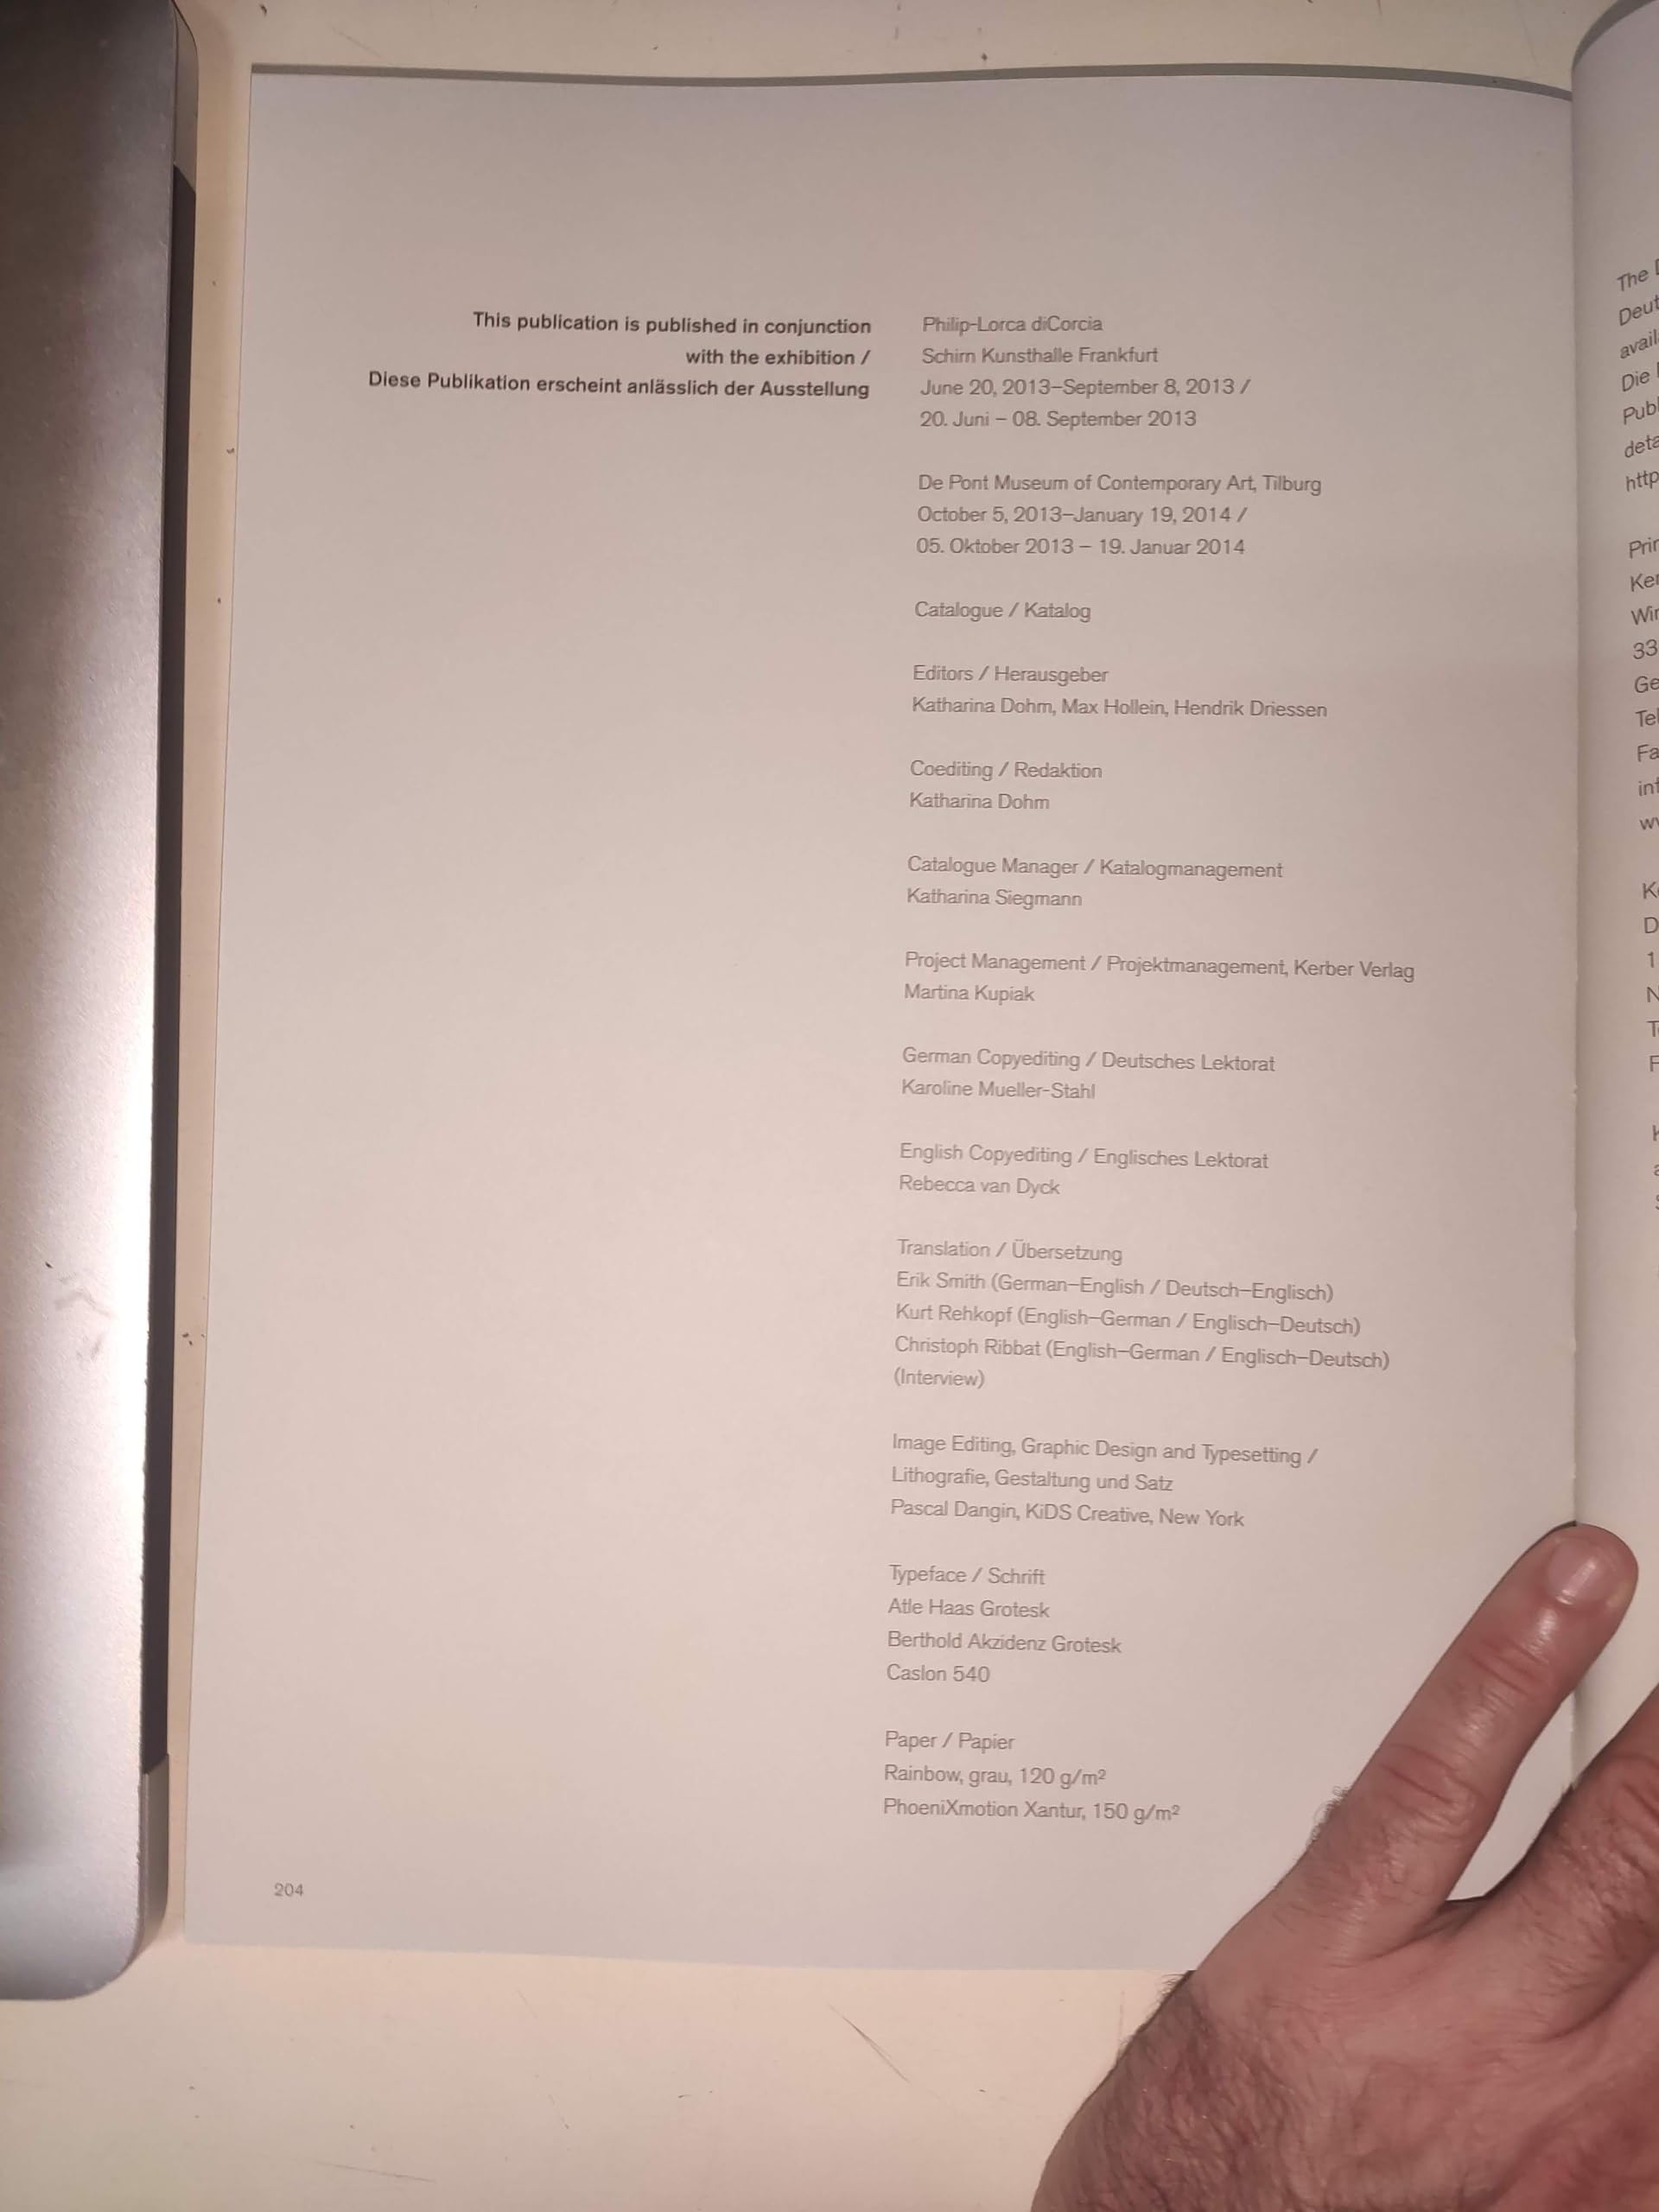 This publication is published in conjunction
with the exhibition /
Diese Publikation erscheint anlässlich der Ausstellung
Philip-Lorca diCorcia
Schirn Kunsthalle Frankfurt
June 20, 2013–September 8, 2013 /
20. Juni – 08. September 2013
De Pont Museum of Contemporary Art, Tilburg
October 5, 2013–January 19, 2014 /
05. Oktober 2013 – 19. Januar 2014
Catalogue / Katalog
Editors / Herausgeber
Katharina Dohm, Max Hollein, Hendrik Driessen
Coediting / Redaktion
Katharina Dohm
Catalogue Manager / Katalogmanagement
Katharina Siegmann
Project Management / Projektmanagement, Kerber Verlag
Martina Kupiak
German Copyediting / Deutsches Lektorat
Karoline Mueller-Stahl
English Copyediting / Englisches Lektorat
Rebecca van Dyck
Translation / Übersetzung
Erik Smith (German–English / Deutsch–Englisch)
Kurt Rehkopf (English–German / Englisch–Deutsch)
Christoph Ribbat (English–German / Englisch–Deutsch)
(Interview)
Image Editing, Graphic Design and Typesetting /
Lithografie, Gestaltung und Satz
Pascal Dangin, KiDS Creative, New York
Typeface / Schrift
Atle Haas Grotesk
Berthold Akzidenz Grotesk
Caslon 540
Paper / Papier
Rainbow, grau, 120 g/m²
PhoeniXmotion Xantur, 150 g/m²
204
The
Die